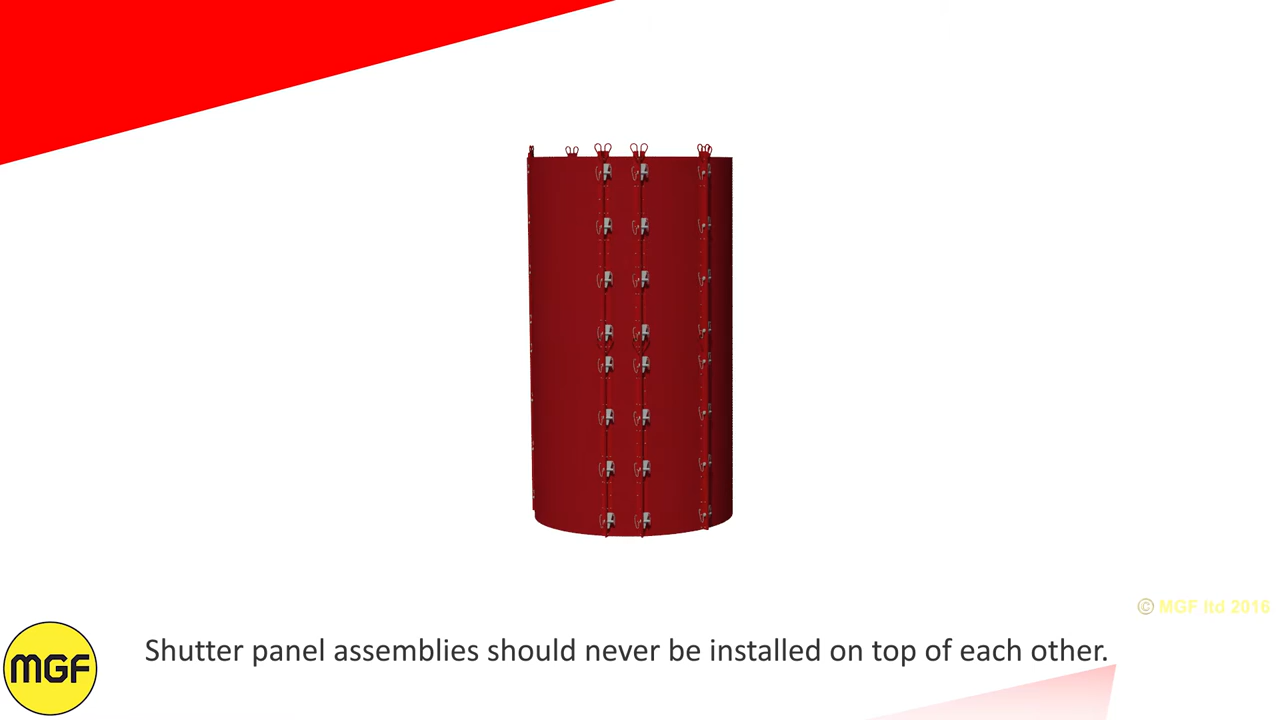 © MGF ltd 2016
MGF
Shutter panel assemblies should never be installed on top of each other.